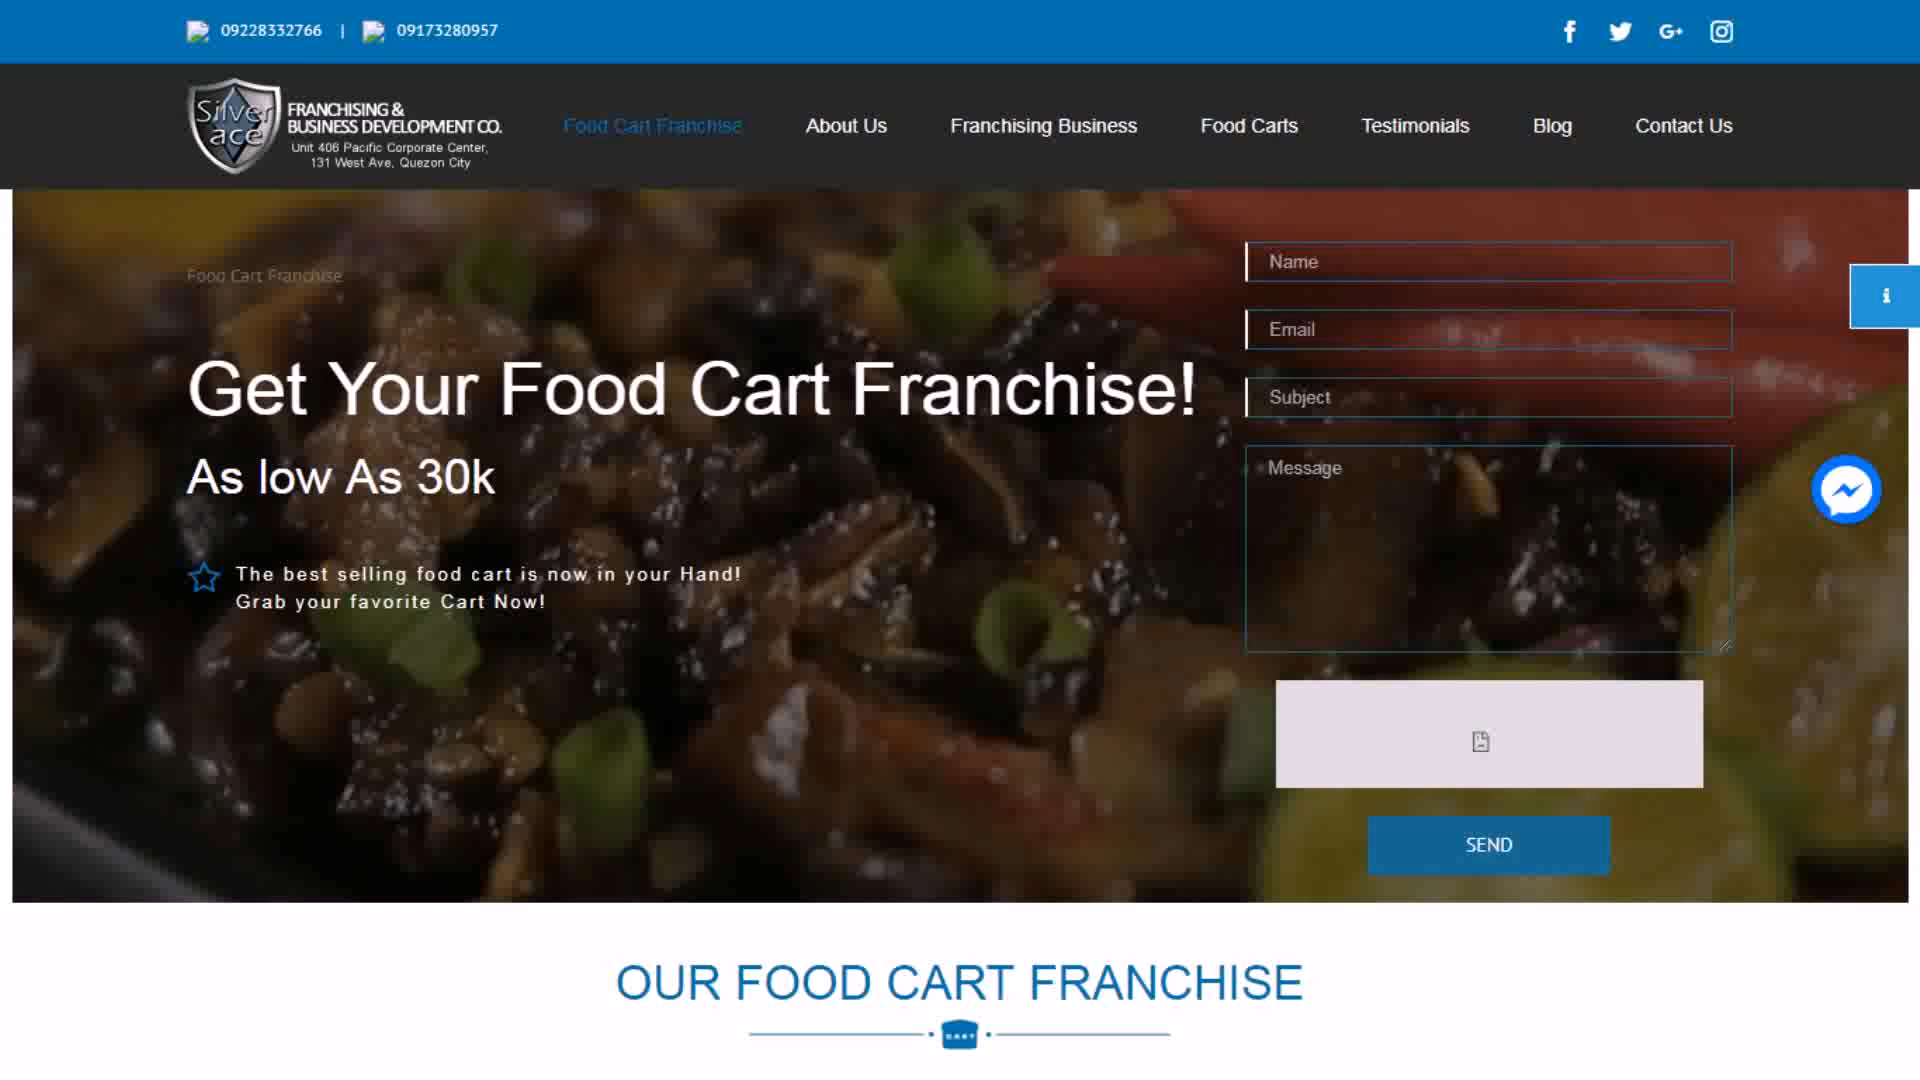 09228332766 | 09173280957
Silver ace
FRANCHISING &
BUSINESS DEVELOPMENT CO.
Unit 406 Pacific Corporate Center,
131 West Ave, Quezon City
Food Cart Franchise About Us Franchising Business Food Carts Testimonials Blog Contact Us
Food Cart Franchise
Get Your Food Cart Franchise!
As low As 30k
The best selling food cart is now in your Hand!
Grab your favorite Cart Now!
Name
Email
Subject
Message
SEND
OUR FOOD CART FRANCHISE
CART